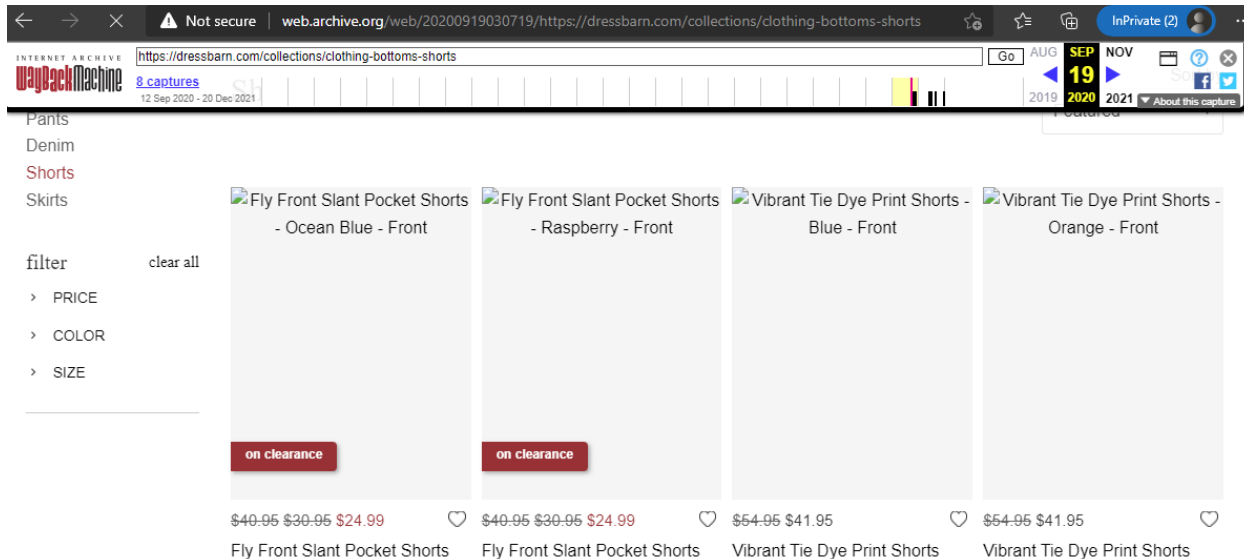 Not secure web.archive.org/web/20200919030719/https://dressbarn.com/collections/clothing-bottoms-shorts InPrivate (2)
INTERNET ARCHIVE
WayBackMachine
https://dressbarn.com/collections/clothing-bottoms-shorts Go
8 captures
12 Sep 2020 - 20 Dec 2021
AUG SEP NOV
19
2019 2020 2021
About this capture
Pants
Featured
Denim
Shorts
Skirts
filter clear all
PRICE
COLOR
SIZE
Fly Front Slant Pocket Shorts
- Ocean Blue - Front
on clearance
$40.95 $30.95 $24.99
Fly Front Slant Pocket Shorts
Fly Front Slant Pocket Shorts
- Raspberry - Front
on clearance
$40.95 $30.95 $24.99
Fly Front Slant Pocket Shorts
Vibrant Tie Dye Print Shorts -
Blue - Front
$54.95 $41.95
Vibrant Tie Dye Print Shorts
Vibrant Tie Dye Print Shorts -
Orange - Front
$54.95 $41.95
Vibrant Tie Dye Print Shorts